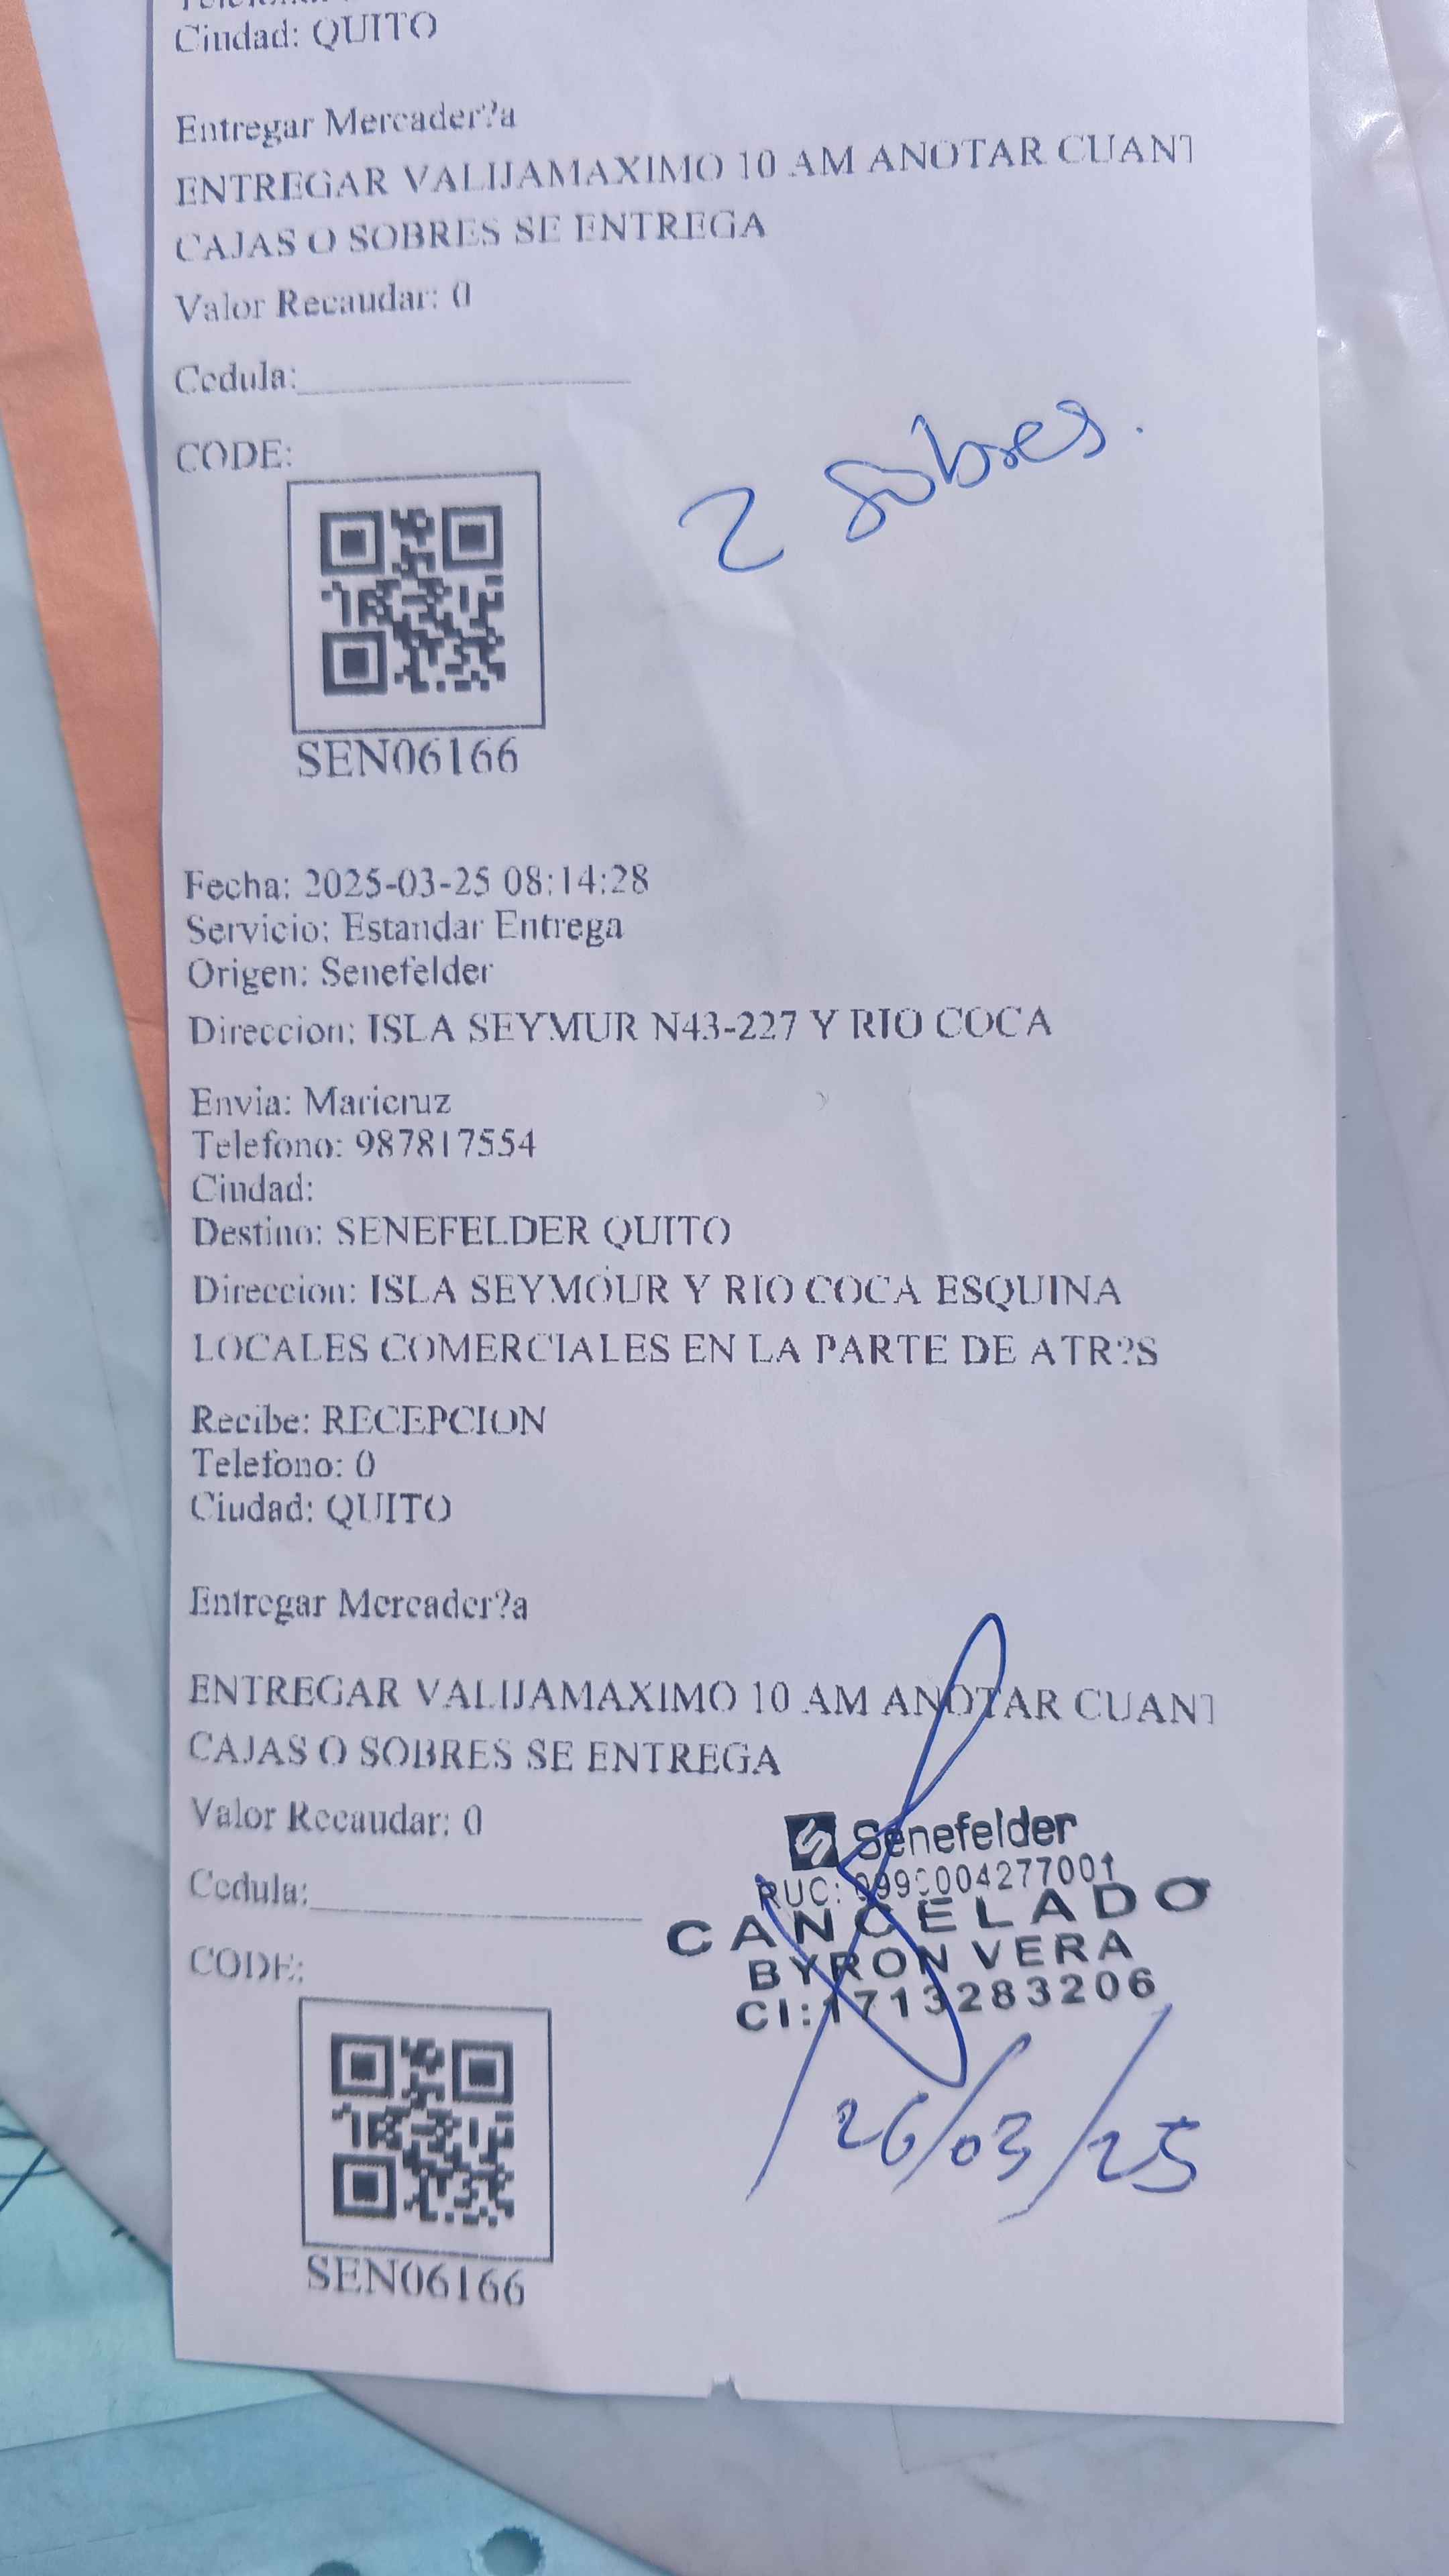 Ciudad: QUITO
Entregar Mercader?a
ENTREGAR VALIJAMAXIMO 10 AM ANOTAR CUANT
CAJAS O SOBRES SE ENTREGA
Valor Recaudar: 0
Cedula:
CODE:
2 sobres.
SEN06166
Fecha: 2025-03-25 08:14:28
Servicio: Estandar Entrega
Origen: Senefelder
Direccion: ISLA SEYMUR N43-227 Y RIO COCA
Envia: Maricruz
Telefono: 987817554
Ciudad:
Destino: SENEFELDER QUITO
Direccion: ISLA SEYMOUR Y RIO COCA ESQUINA
LOCALES COMERCIALES EN LA PARTE DE ATR?S
Recibe: RECEPCION
Telefono: 0
Ciudad: QUITO
Entregar Mercader?a
ENTREGAR VALIJAMAXIMO 10 AM ANOTAR CUANT
CAJAS O SOBRES SE ENTREGA
Valor Recaudar: 0
Senefelder
RUC:
Cedula:
CANCELADO
BYRON VERA
CI:1713283206
CODE:
26/03/25
SEN06166